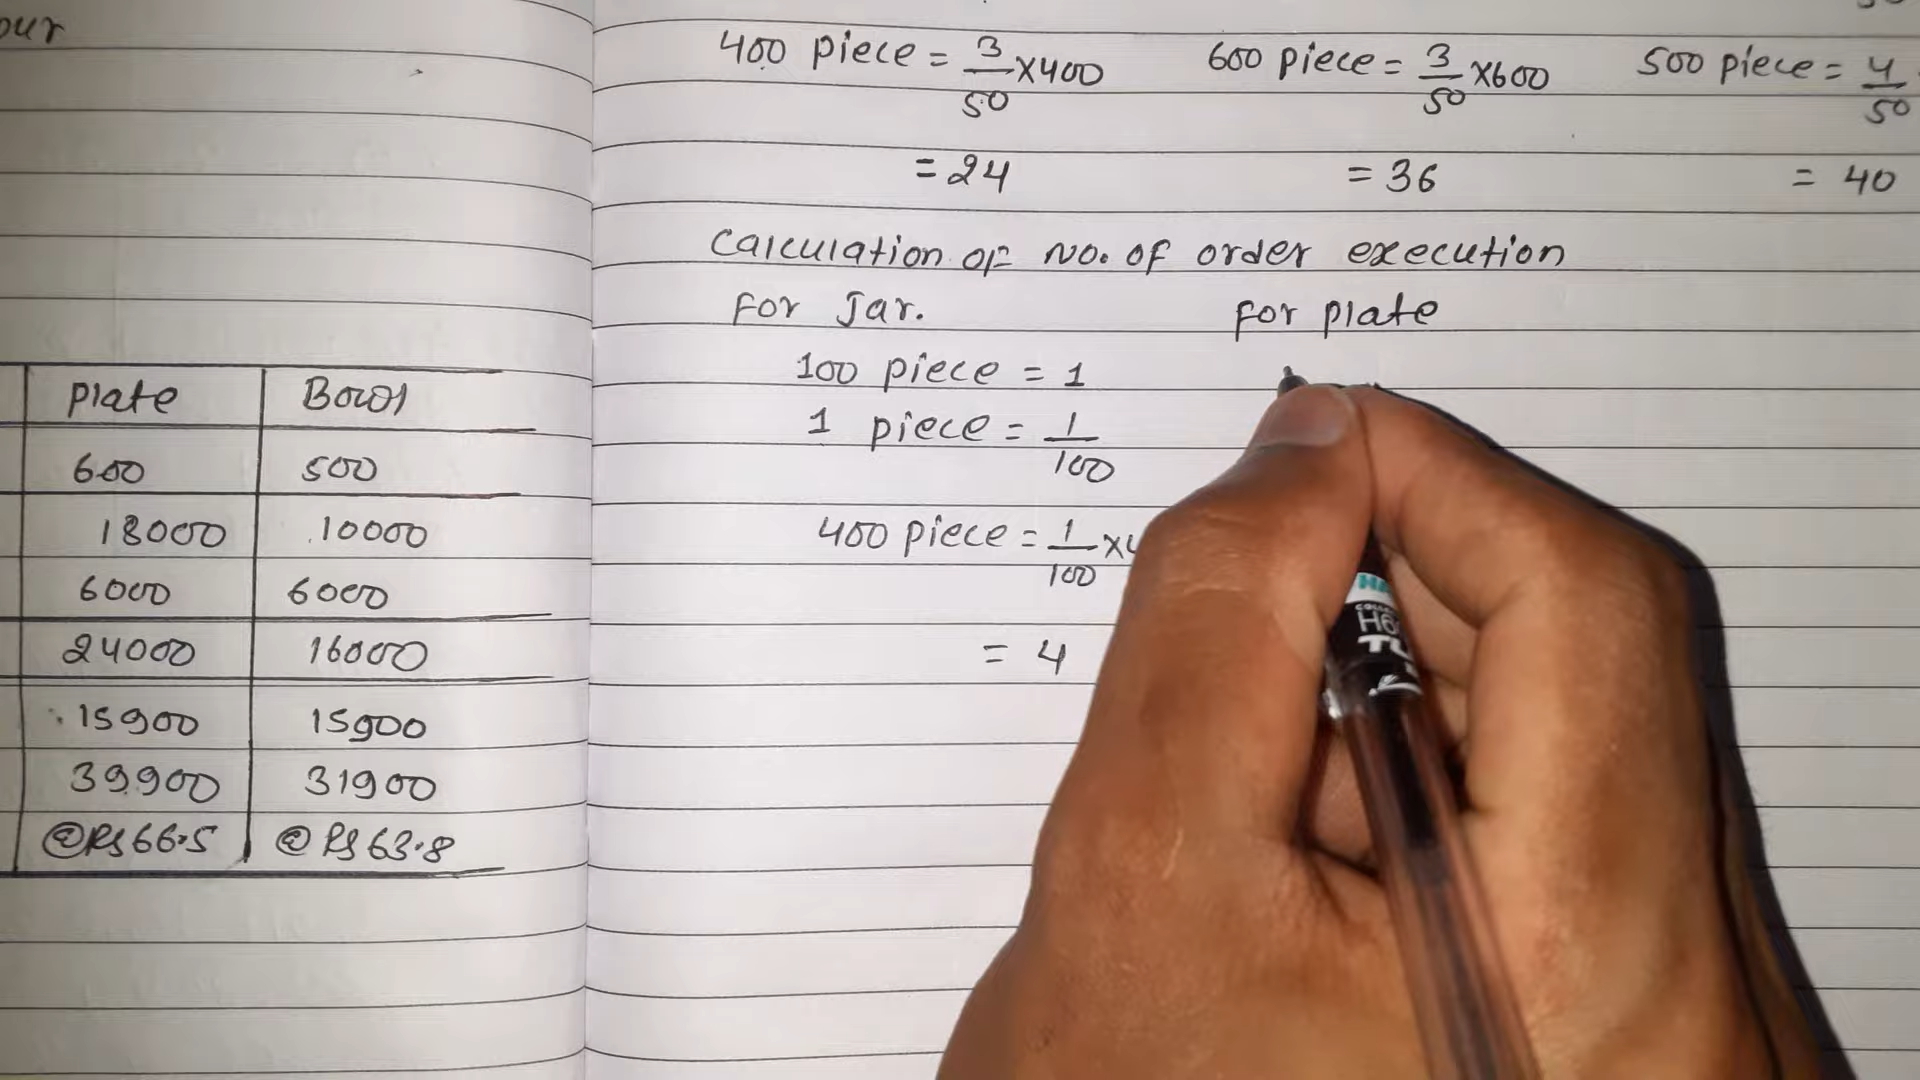 our
Plate Bowl
600 500
18000 10000
6000 6000
24000 16000
15900 15900
39900 31900
@Rs 66.5 @ Rs 63.8
400 piece = 3/50 x400
= 24
600 piece = 3/50 x600
= 36
500 piece = 4/50
= 40
Calculation of No. of order execution
For Jar.
100 piece = 1
1 piece = 1/100
400 piece = 1/100 x4
= 4
For plate